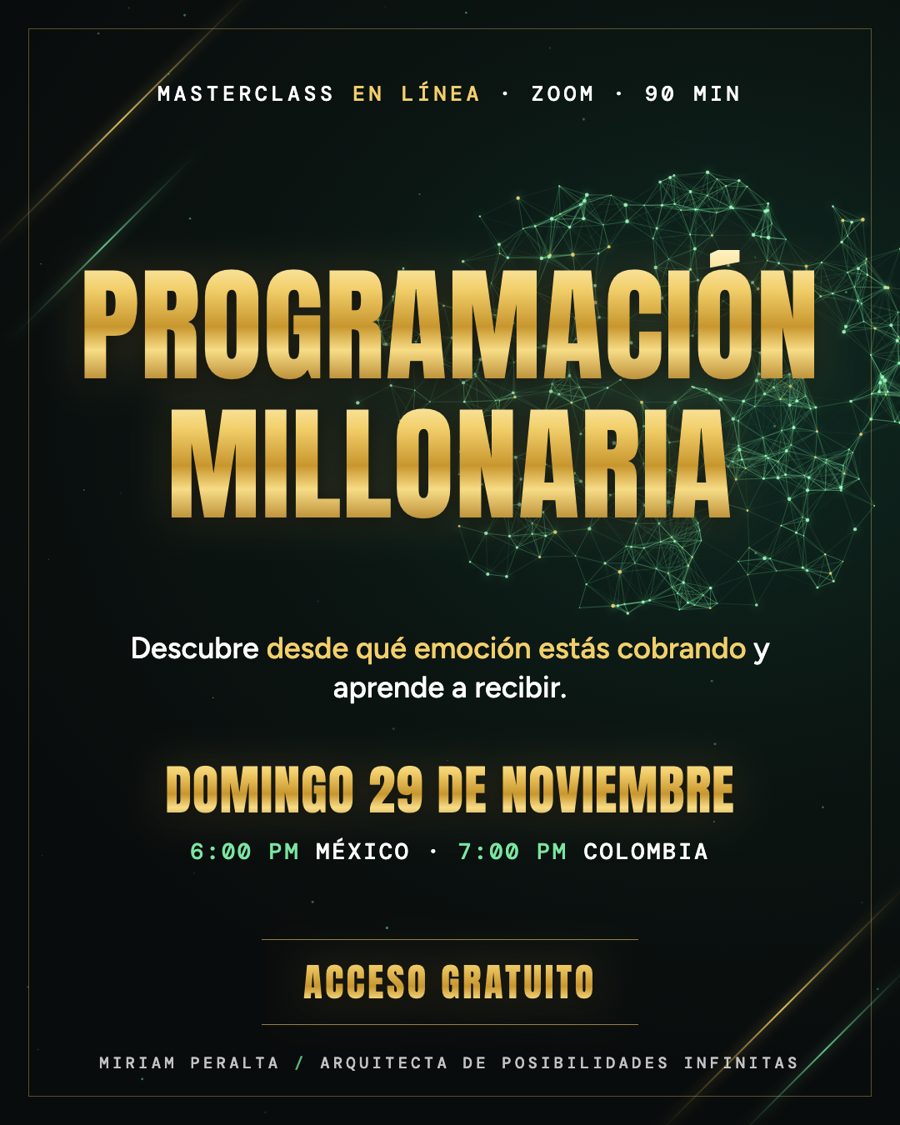 MASTERCLASS EN LÍNEA · ZOOM · 90 MIN
PROGRAMACIÓN
MILLONARIA
Descubre desde qué emoción estás cobrando y
aprende a recibir.
DOMINGO 29 DE NOVIEMBRE
6:00 PM MÉXICO · 7:00 PM COLOMBIA
ACCESO GRATUITO
MIRIAM PERALTA / ARQUITECTA DE POSIBILIDADES INFINITAS